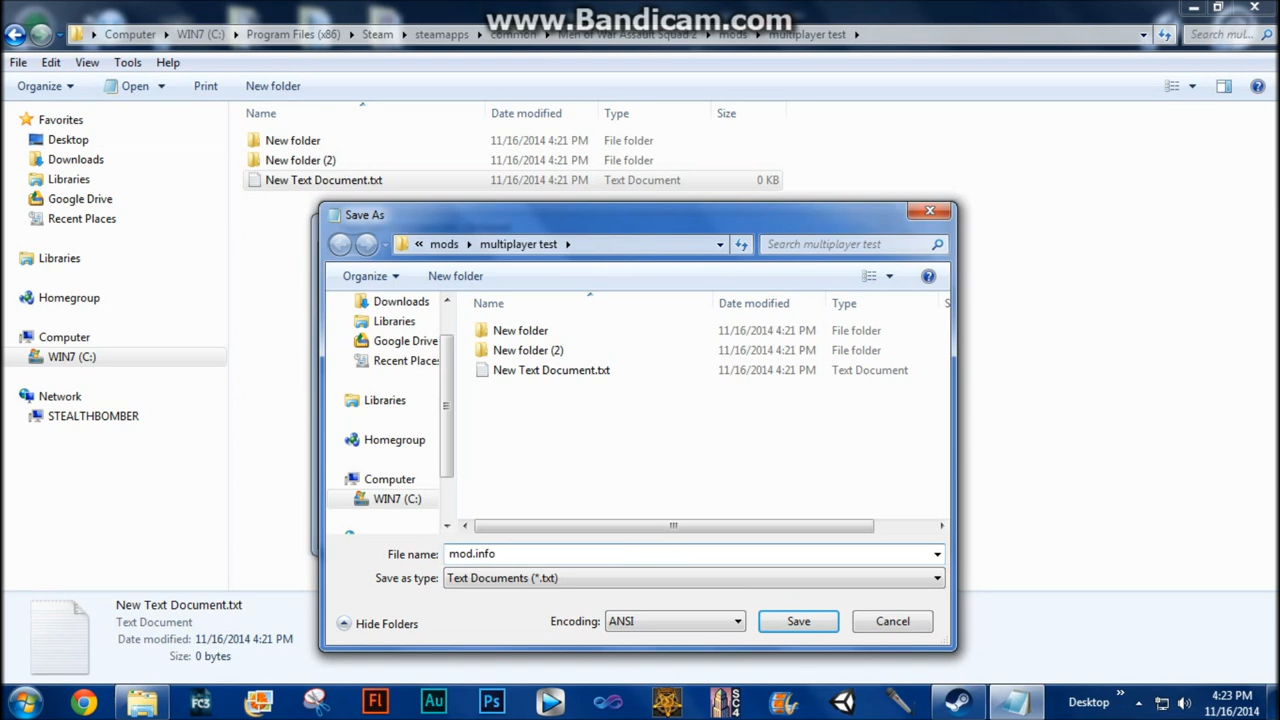 www.Bandicam.com
Computer WIN7 (C:) Program Files (x86) Steam steamapps common Men of War Assault Squad 2 mods multiplayer test Search mul...
File Edit View Tools Help
Organize Open Print New folder
Name Date modified Type Size
Favorites
Desktop
Downloads
Libraries
Google Drive
Recent Places
Libraries
Homegroup
Computer
WIN7 (C:)
Network
STEALTHBOMBER
New folder 11/16/2014 4:21 PM File folder
New folder (2) 11/16/2014 4:21 PM File folder
New Text Document.txt 11/16/2014 4:21 PM Text Document 0 KB
Save As
« mods multiplayer test Search multiplayer test
Organize New folder
Downloads
Libraries
Google Drive
Recent Places
Libraries
Homegroup
Computer
WIN7 (C:)
Name Date modified Type S
New folder 11/16/2014 4:21 PM File folder
New folder (2) 11/16/2014 4:21 PM File folder
New Text Document.txt 11/16/2014 4:21 PM Text Document
File name: mod.info
Save as type: Text Documents (*.txt)
Hide Folders Encoding: ANSI Save Cancel
New Text Document.txt
Text Document
Date modified: 11/16/2014 4:21 PM
Size: 0 bytes
FC3 Fl Au Ps SC4 Desktop »
4:23 PM
11/16/2014